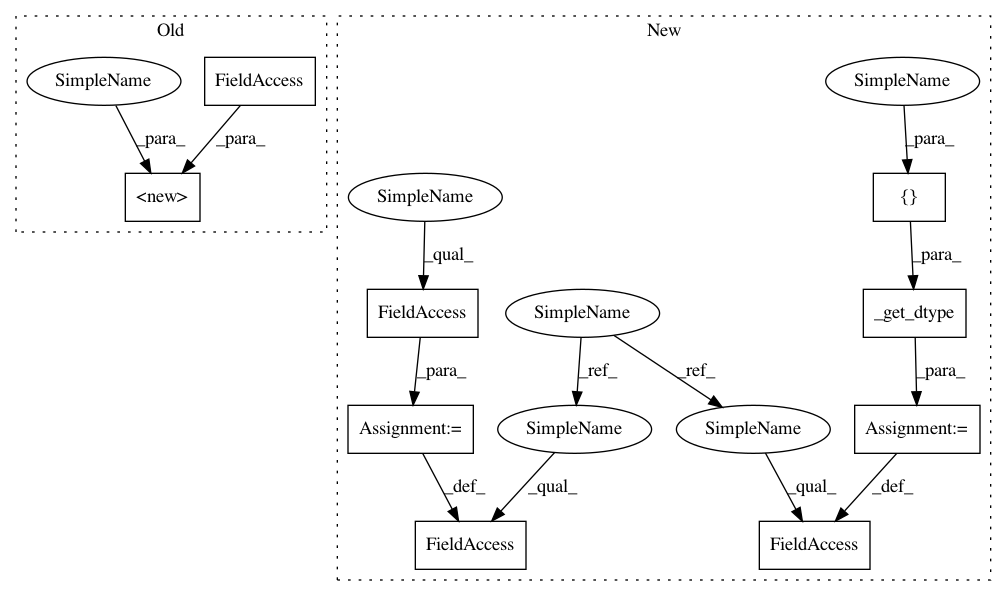 Old
New
SimpleName
FieldAccess
SimpleName
_para_
_para_
_para_
<new>
SimpleName
{}
_qual_
_para_
FieldAccess
SimpleName
_get_dtype
_para_
_ref_
_ref_
_para_
Assignment:=
SimpleName
SimpleName
Assignment:=
_def_
_qual_
_qual_
_def_
FieldAccess
FieldAccess